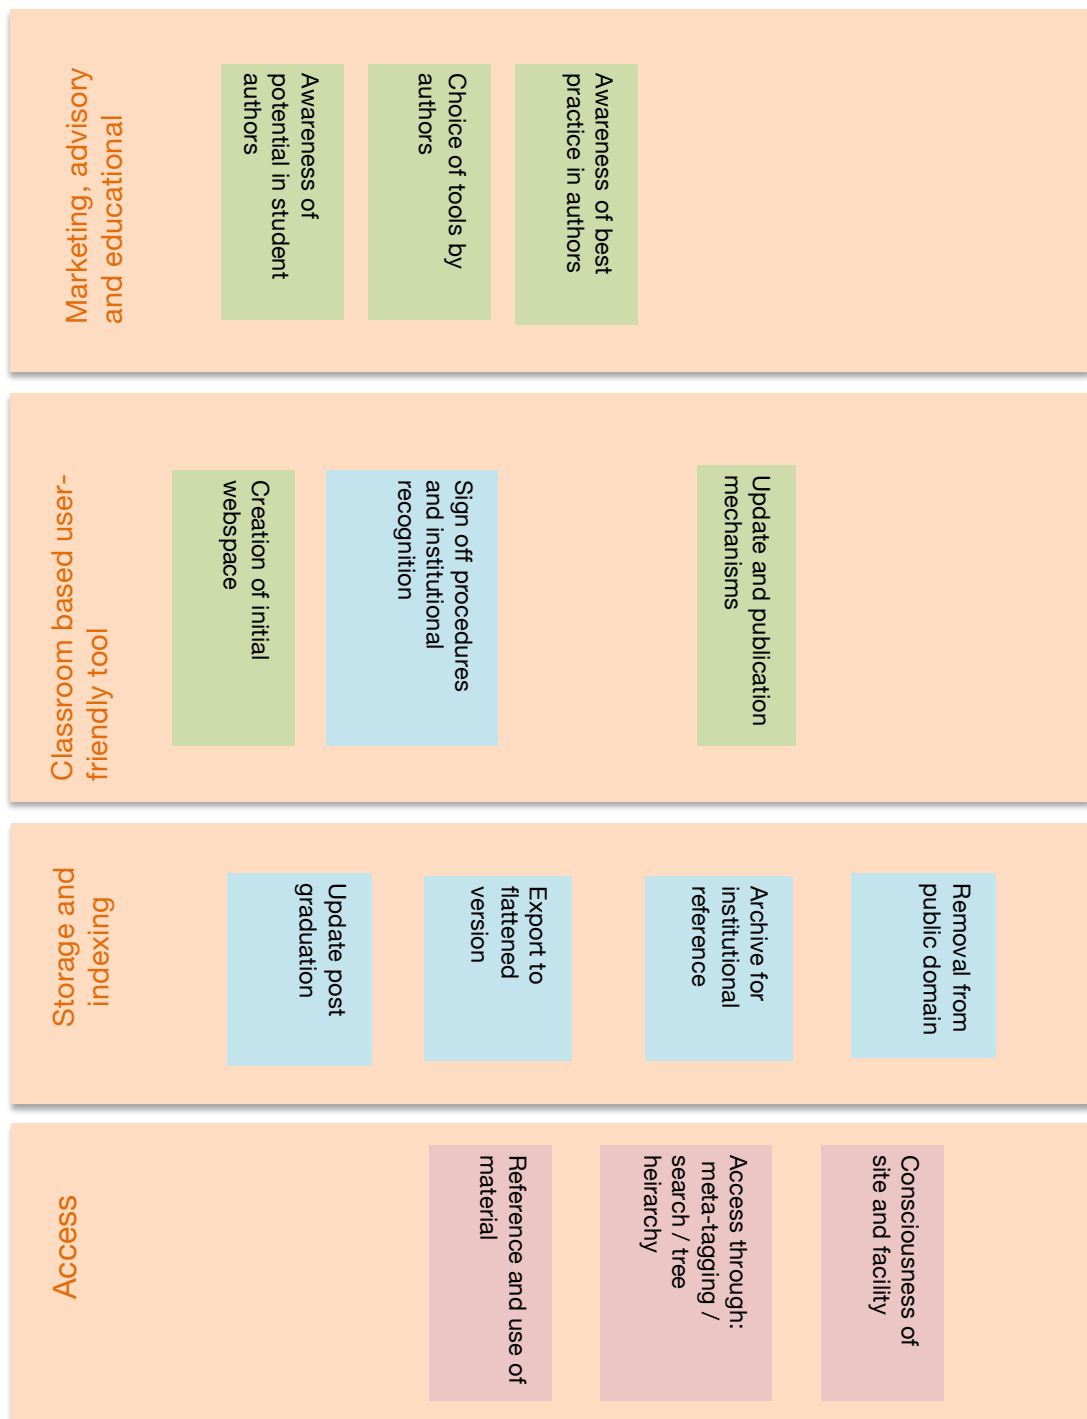 Marketing, advisory
and educational
Awareness of
potential in student
authors
Choice of tools by
authors
Awareness of best
practice in authors
Classroom based user-
friendly tool
Creation of initial
webspace
Sign off procedures
and institutional
recognition
Update and publication
mechanisms
Storage and
indexing
Update post
graduation
Export to
flattened
version
Archive for
institutional
reference
Removal from
public domain
Access
Reference and use of
material
Access through:
meta-tagging /
search / tree
heirarchy
Consciousness of
site and facility